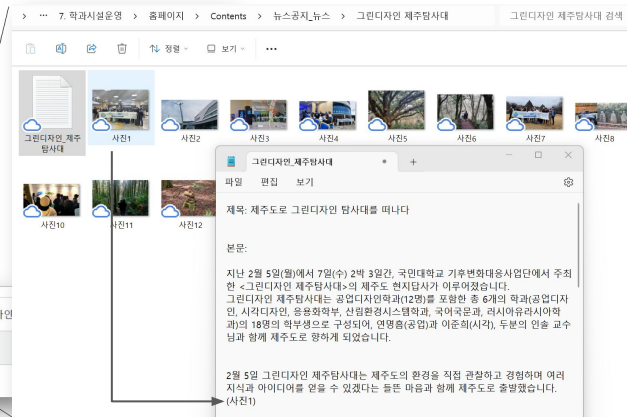 > ··· 7. 학과시설운영 > 홈페이지 > Contents > 뉴스공지_뉴스 > 그린디자인 제주탐사대
그린디자인 제주탐사대 검색
정렬 보기 ···
그린디자인_제주탐사대
사진1 사진2 사진3 사진4 사진5 사진6 사진7 사진8
사진10 사진11 사진12
그린디자인_제주탐사대
파일 편집 보기
제목: 제주도로 그린디자인 탐사대를 떠나다
본문:
지난 2월 5일(월)에서 7일(수) 2박 3일간, 국민대학교 기후변화대응사업단에서 주최
한 <그린디자인 제주탐사대>의 제주도 현지답사가 이루어졌습니다.
그린디자인 제주탐사대는 공업디자인학과(12명)를 포함한 총 6개의 학과(공업디자
인, 시각디자인, 응용화학부, 산림환경시스템학과, 국어국문과, 러시아유라시아학
과)의 18명의 학부생으로 구성되어, 연명흠(공업)과 이준희(시각), 두분의 인솔 교수
님과 함께 제주도로 향하게 되었습니다.
2월 5일 그린디자인 제주탐사대는 제주도의 환경을 직접 관찰하고 경험하며 여러
지식과 아이디어를 얻을 수 있겠다는 들뜬 마음과 함께 제주도로 출발했습니다.
(사진1)